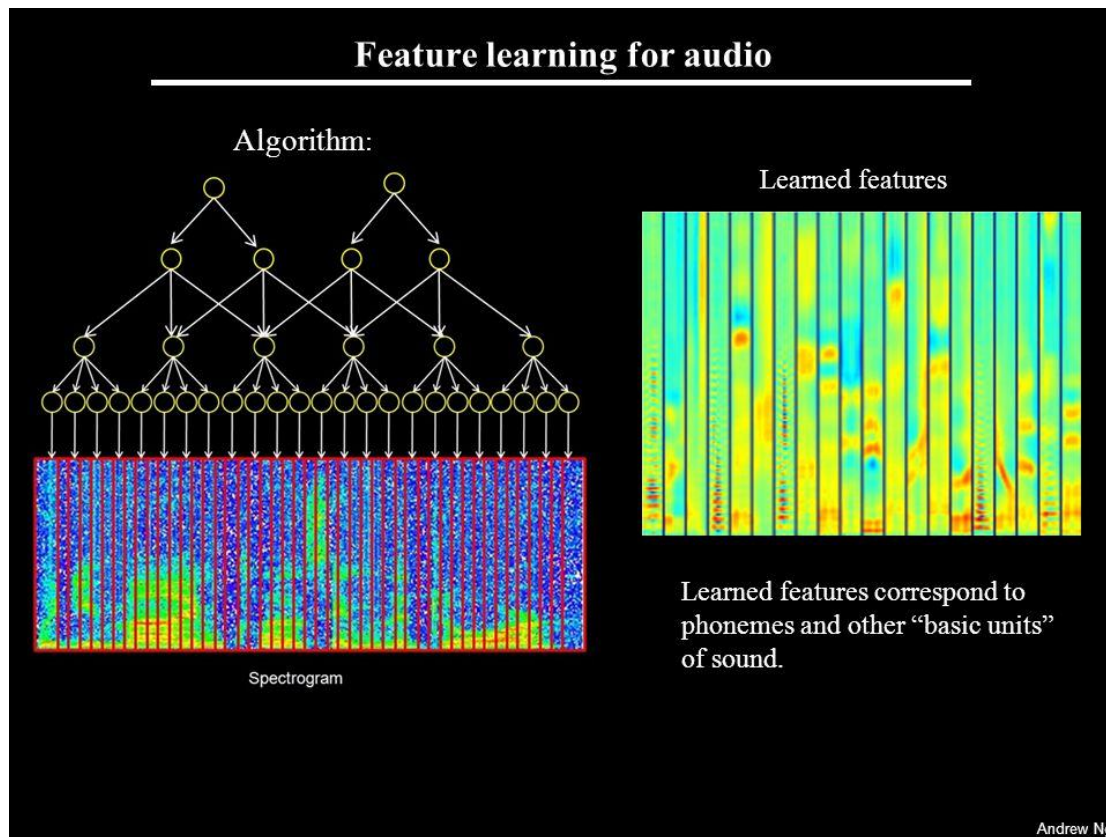 Feature learning for audio
Algorithm:
Learned features
Spectrogram
Learned features correspond to
phonemes and other “basic units”
of sound.
Andrew N